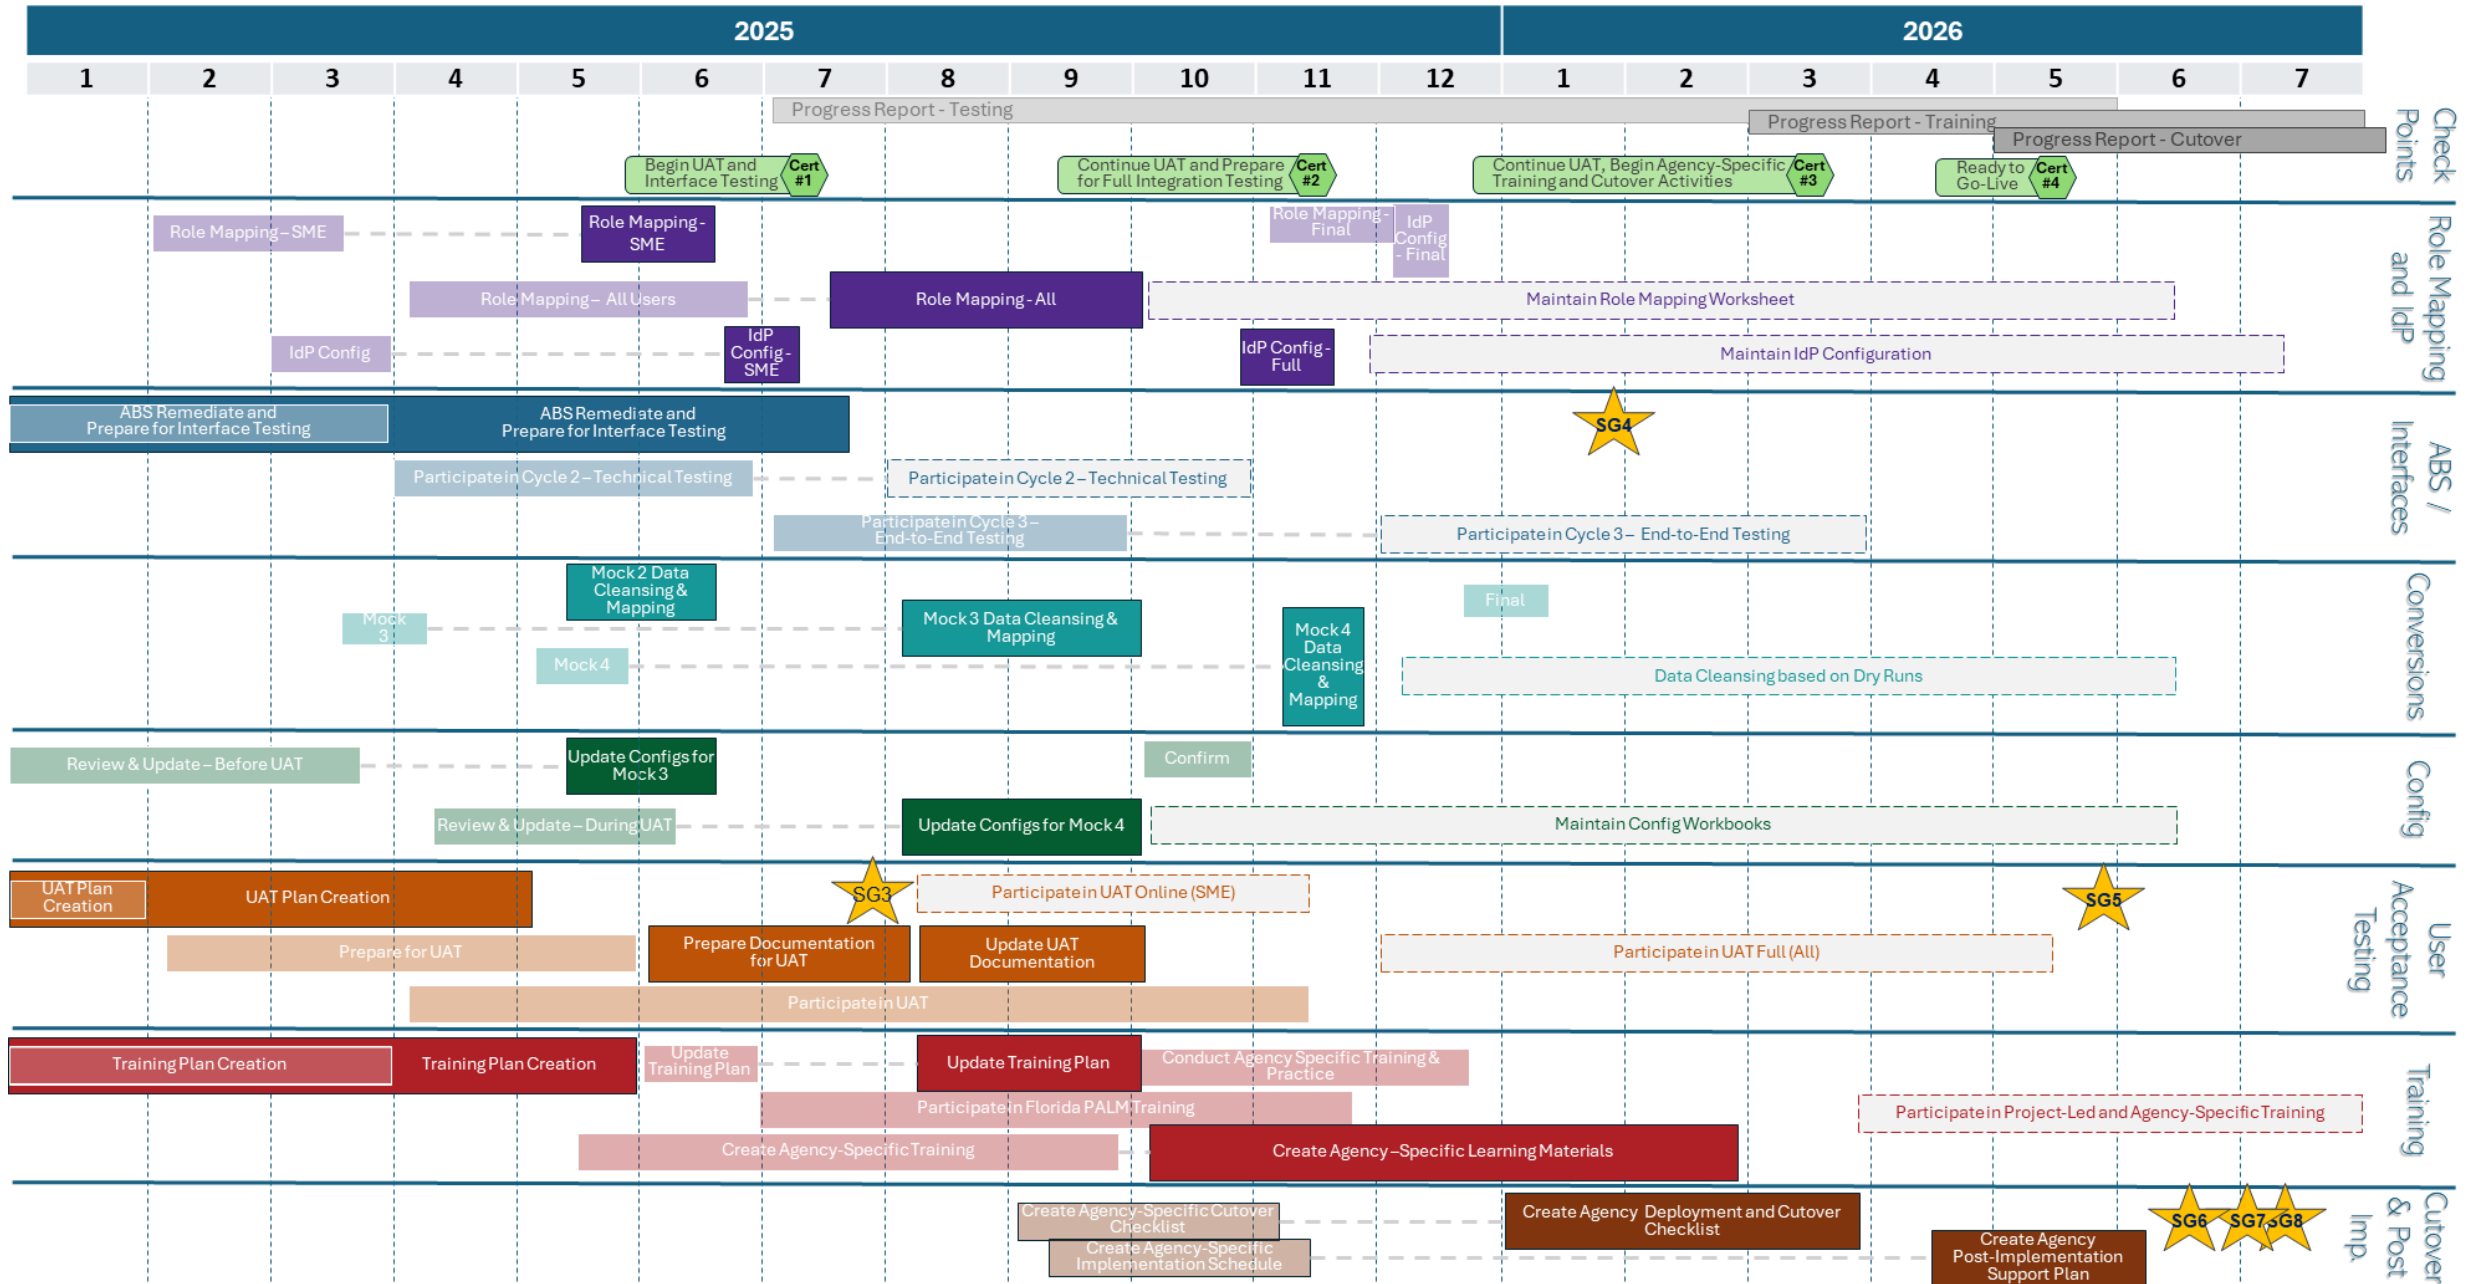 2025
2026
1 2 3 4 5 6 7 8 9 10 11 12 1 2 3 4 5 6 7
Progress Report - Testing
Progress Report - Training
Progress Report - Cutover
Begin UAT and
Interface Testing
Cert
#1
Continue UAT and Prepare
for Full Integration Testing
Cert
#2
Continue UAT, Begin Agency-Specific
Training and Cutover Activities
Cert
#3
Ready to
Go-Live
Cert
#4
Check
Points
Role Mapping – SME
Role Mapping -
SME
Role Mapping -
Final
IdP
Config
- Final
Role Mapping – All Users
Role Mapping - All
Maintain Role Mapping Worksheet
IdP Config
IdP
Config -
SME
IdP Config -
Full
Maintain IdP Configuration
Role Mapping
and IdP
ABS Remediate and
Prepare for Interface Testing
ABS Remediate and
Prepare for Interface Testing
SG4
Participate in Cycle 2 – Technical Testing
Participate in Cycle 2 – Technical Testing
Participate in Cycle 3 –
End-to-End Testing
Participate in Cycle 3 – End-to-End Testing
ABS /
Interfaces
Mock 2 Data
Cleansing &
Mapping
Mock
3
Mock 3 Data Cleansing &
Mapping
Mock 4
Mock 4
Data
Cleansing
&
Mapping
Final
Data Cleansing based on Dry Runs
Conversions
Review & Update – Before UAT
Update Configs for
Mock 3
Confirm
Review & Update – During UAT
Update Configs for Mock 4
Maintain Config Workbooks
Config
UAT Plan
Creation
UAT Plan Creation
SG3
Participate in UAT Online (SME)
SG5
Prepare for UAT
Prepare Documentation
for UAT
Update UAT
Documentation
Participate in UAT Full (All)
Participate in UAT
User
Acceptance
Testing
Training Plan Creation
Training Plan Creation
Update
Training Plan
Update Training Plan
Conduct Agency Specific Training &
Practice
Participate in Florida PALM Training
Participate in Project-Led and Agency-Specific Training
Create Agency-Specific Training
Create Agency –Specific Learning Materials
Training
Create Agency-Specific Cutover
Checklist
Create Agency Deployment and Cutover
Checklist
SG6
SG7
SG8
Create Agency-Specific
Implementation Schedule
Create Agency
Post-Implementation
Support Plan
Cutover
& Post
Imp.